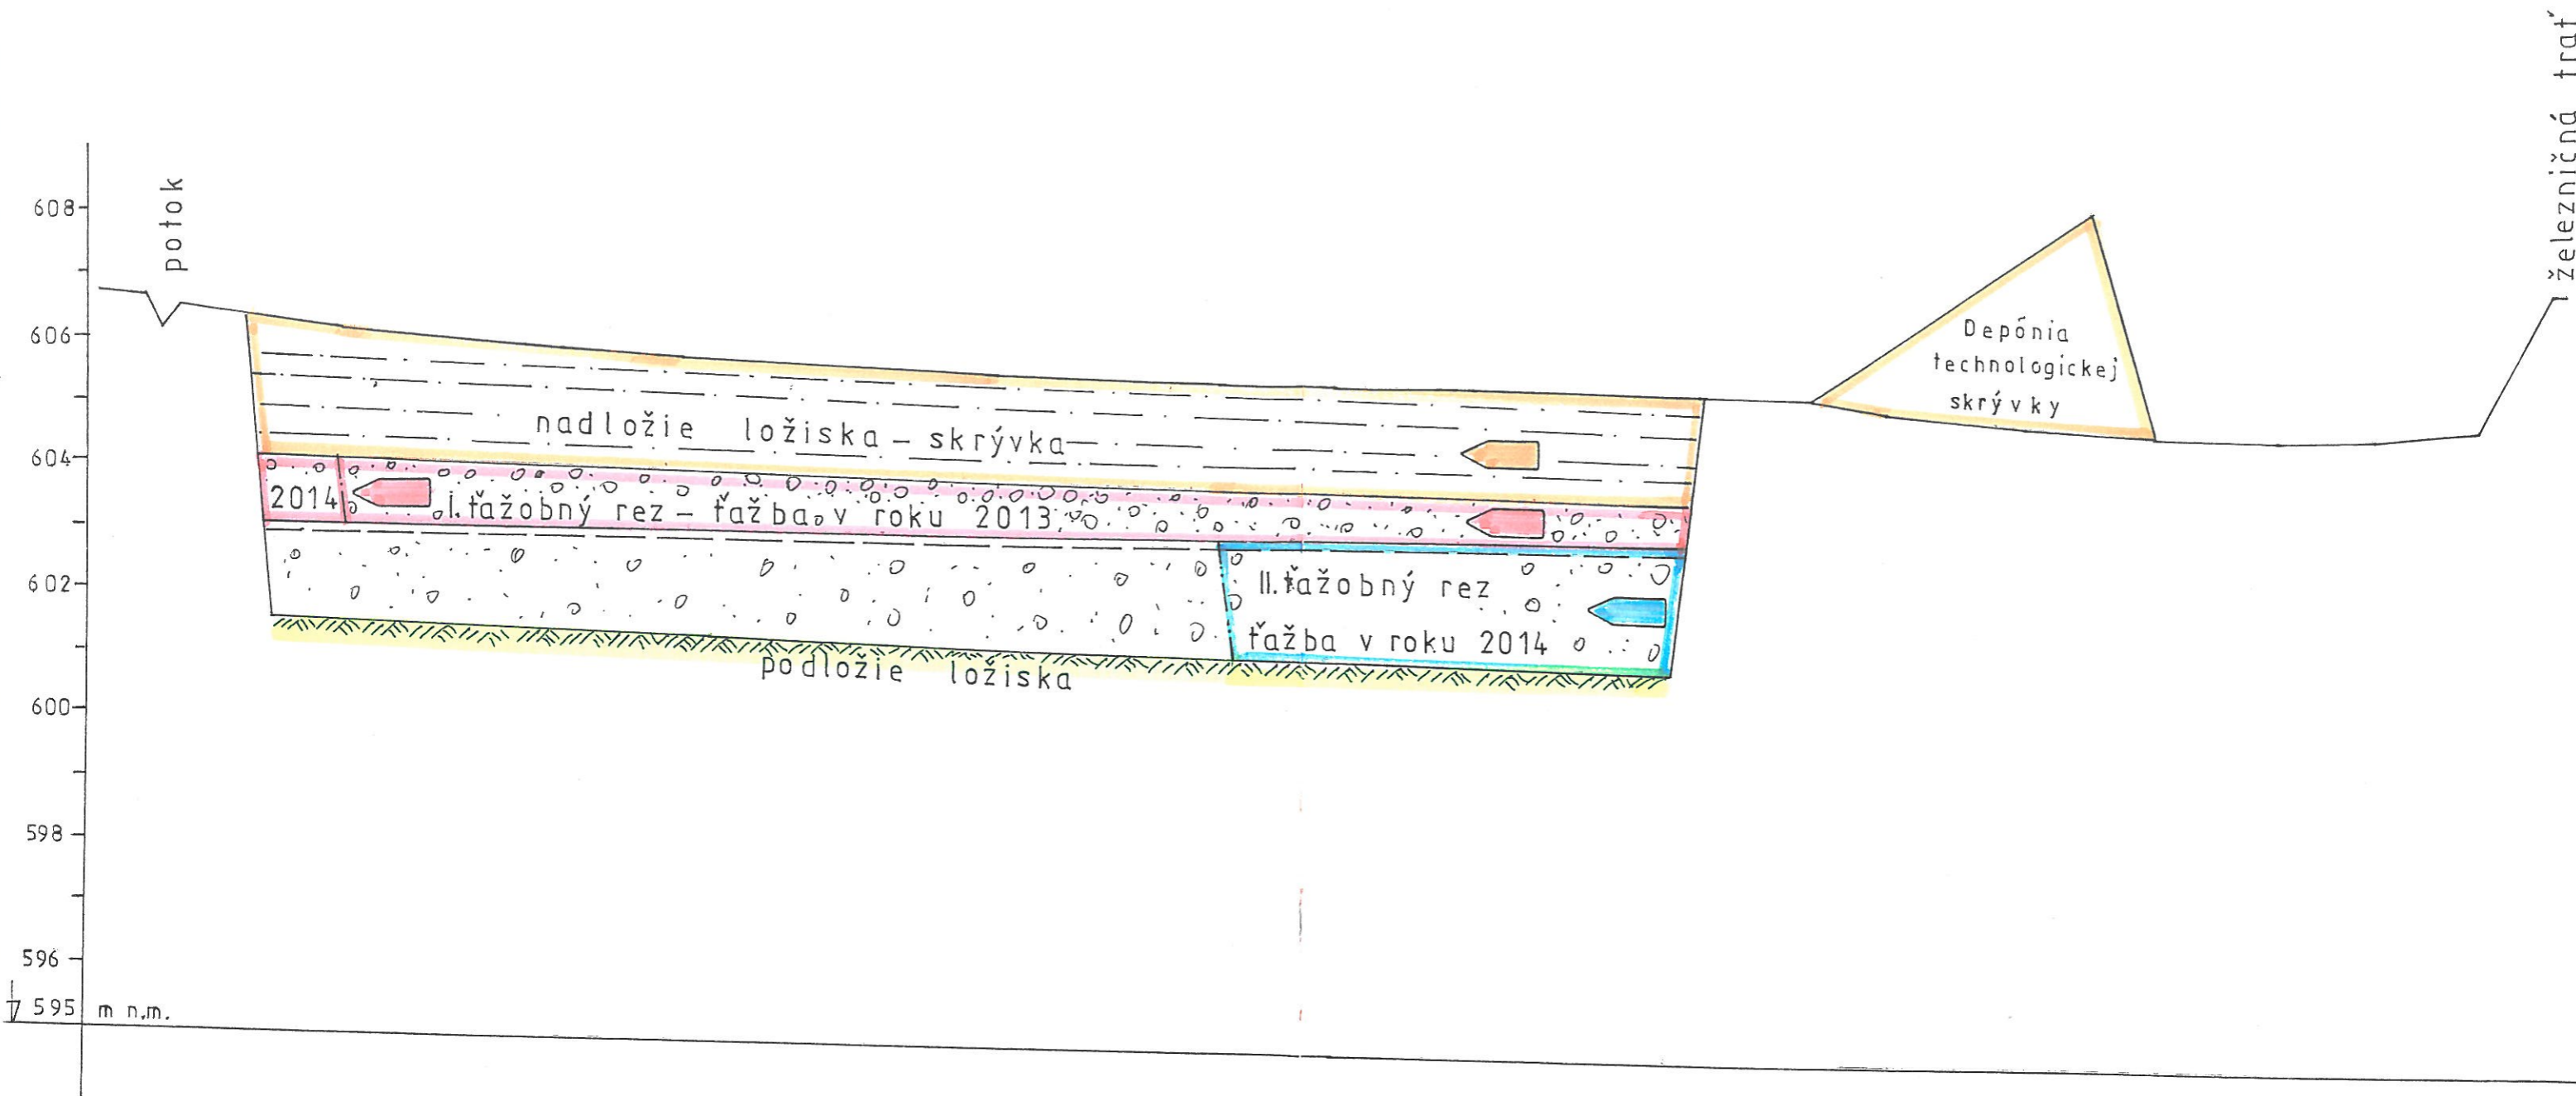 železničná trať
potok
608
606
604
602
600
598
596
595 m n.m.
Depónia
technologickej
skrývky
nadložie ložiska – skrývka
2014
I. ťažobný rez – ťažba v roku 2013
II. ťažobný rez
ťažba v roku 2014
podložie ložiska